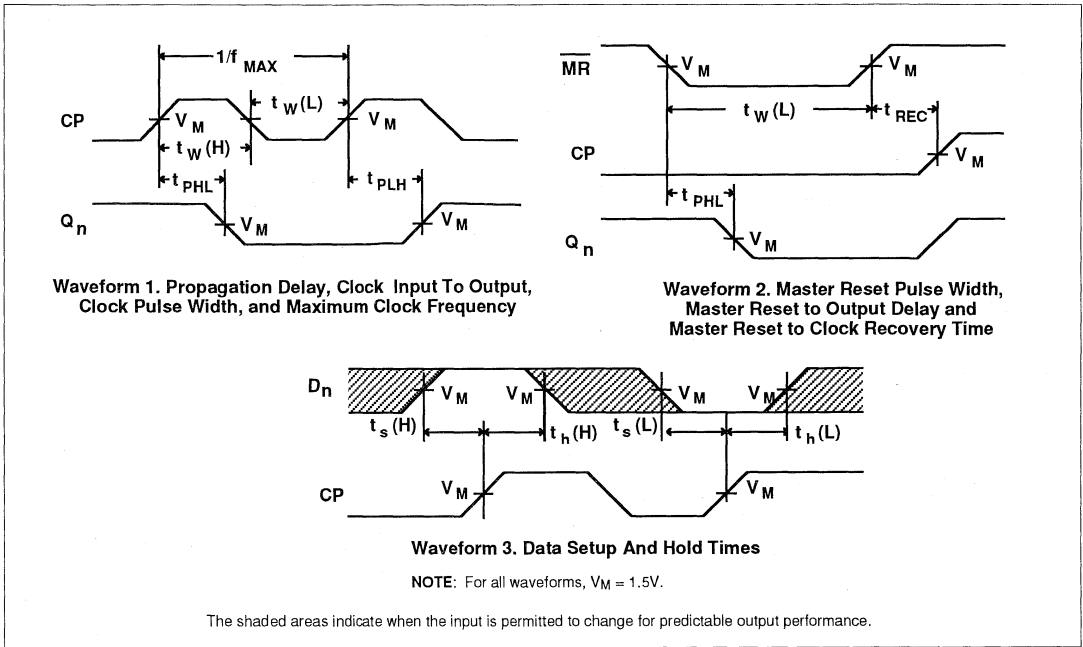 1/f MAX
CP
V M
t W (L)
V M
t W (H)
t PHL
t PLH
Q n
V M
V M
Waveform 1. Propagation Delay, Clock Input To Output,
Clock Pulse Width, and Maximum Clock Frequency
MR
V M
V M
t W (L)
t REC
CP
V M
t PHL
Q n
V M
Waveform 2. Master Reset Pulse Width,
Master Reset to Output Delay and
Master Reset to Clock Recovery Time
D n
V M
V M
V M
V M
t s (H)
t h (H)
t s (L)
t h (L)
CP
V M
V M
Waveform 3. Data Setup And Hold Times
NOTE: For all waveforms, VM = 1.5V.
The shaded areas indicate when the input is permitted to change for predictable output performance.